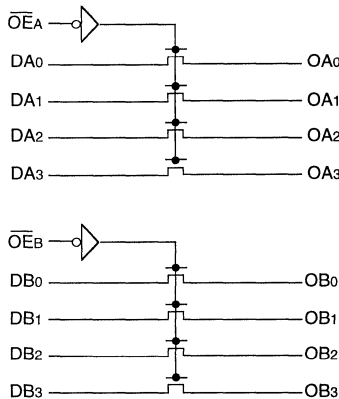 OEA
DA0 OA0
DA1 OA1
DA2 OA2
DA3 OA3
OEB
DB0 OB0
DB1 OB1
DB2 OB2
DB3 OB3